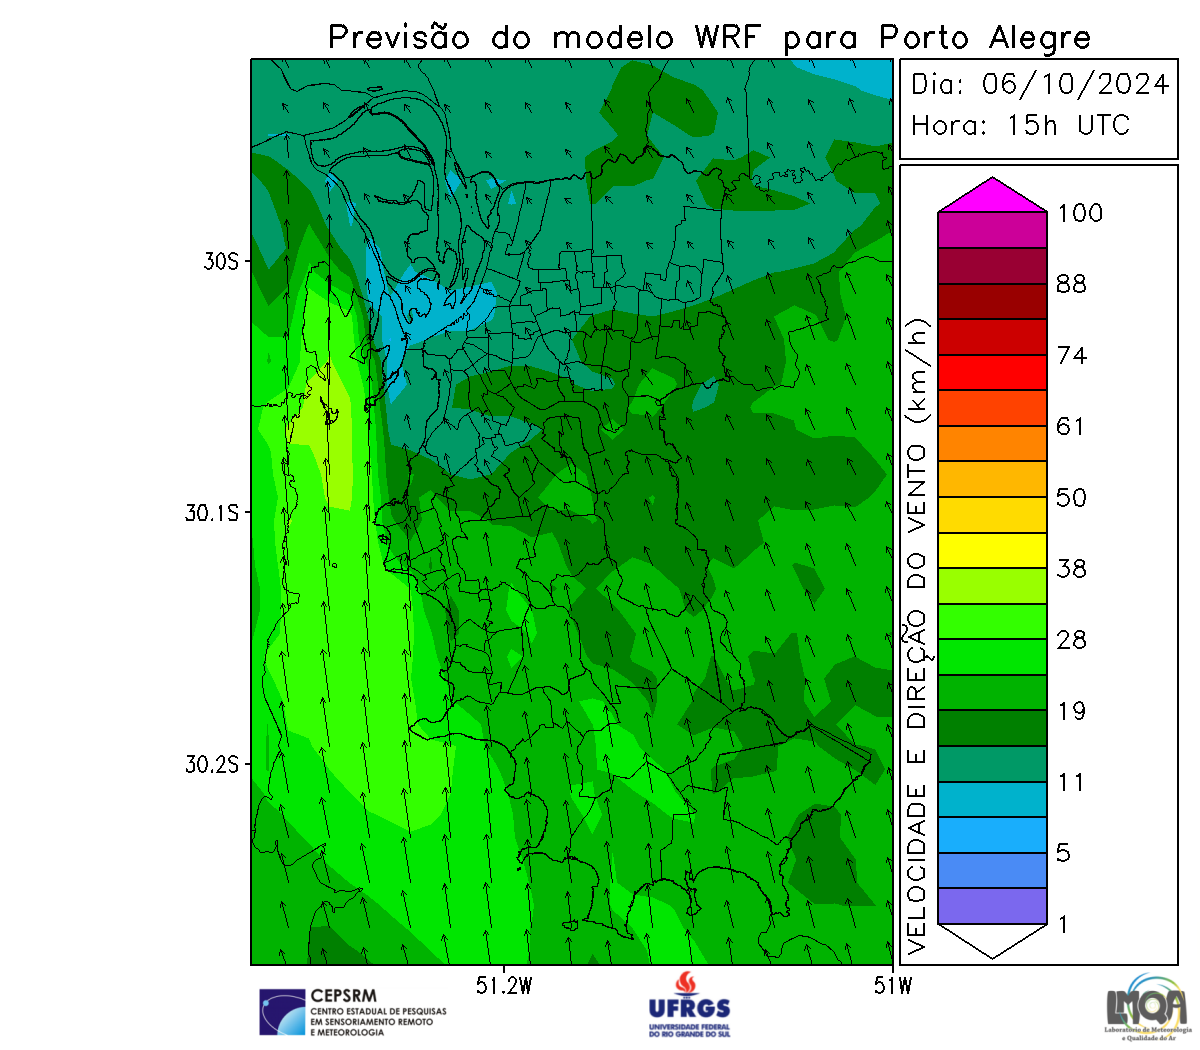 Previsão do modelo WRF para Porto Alegre
Dia: 06/10/2024
Hora: 15h UTC
30S
30.1S
30.2S
51.2W
51W
VELOCIDADE E DIREÇÃO DO VENTO (km/h)
100
88
74
61
50
38
28
19
11
5
1
CEPSRM
CENTRO ESTADUAL DE PESQUISAS
EM SENSORIAMENTO REMOTO
E METEOROLOGIA
UFRGS
UNIVERSIDADE FEDERAL
DO RIO GRANDE DO SUL
LMQA
Laboratório de Meteorologia
e Qualidade do Ar